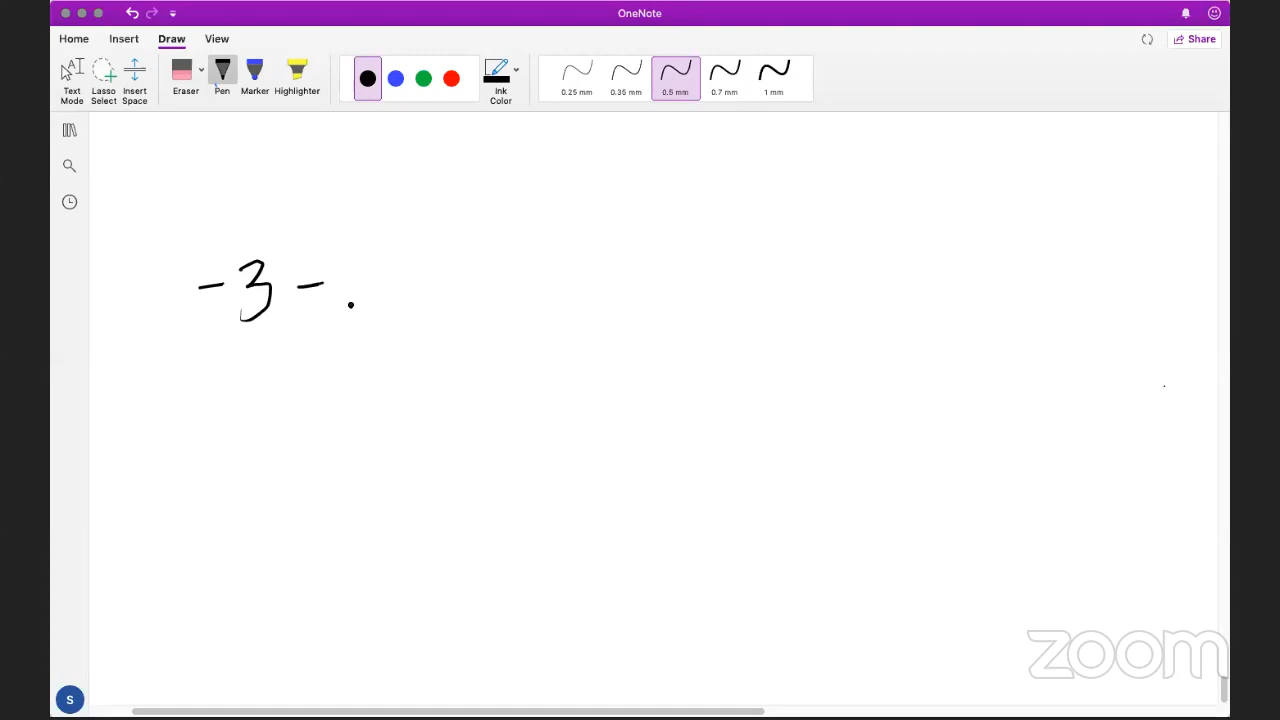 OneNote
Home Insert Draw View Share
Text Mode Lasso Select Insert Space Eraser Pen Marker Highlighter Ink Color 0.25 mm 0.35 mm 0.5 mm 0.7 mm 1 mm
-3 - .
zoom
S